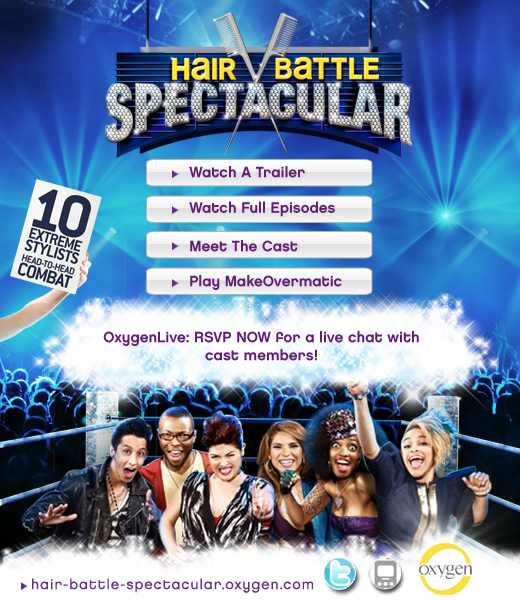 HAIR BATTLE
SPECTACULAR
Watch A Trailer
Watch Full Episodes
Meet The Cast
Play MakeOvermatic
10
EXTREME
STYLISTS
HEAD-TO-HEAD
COMBAT
OxygenLive: RSVP NOW for a live chat with
cast members!
hair-battle-spectacular.oxygen.com
oxygen